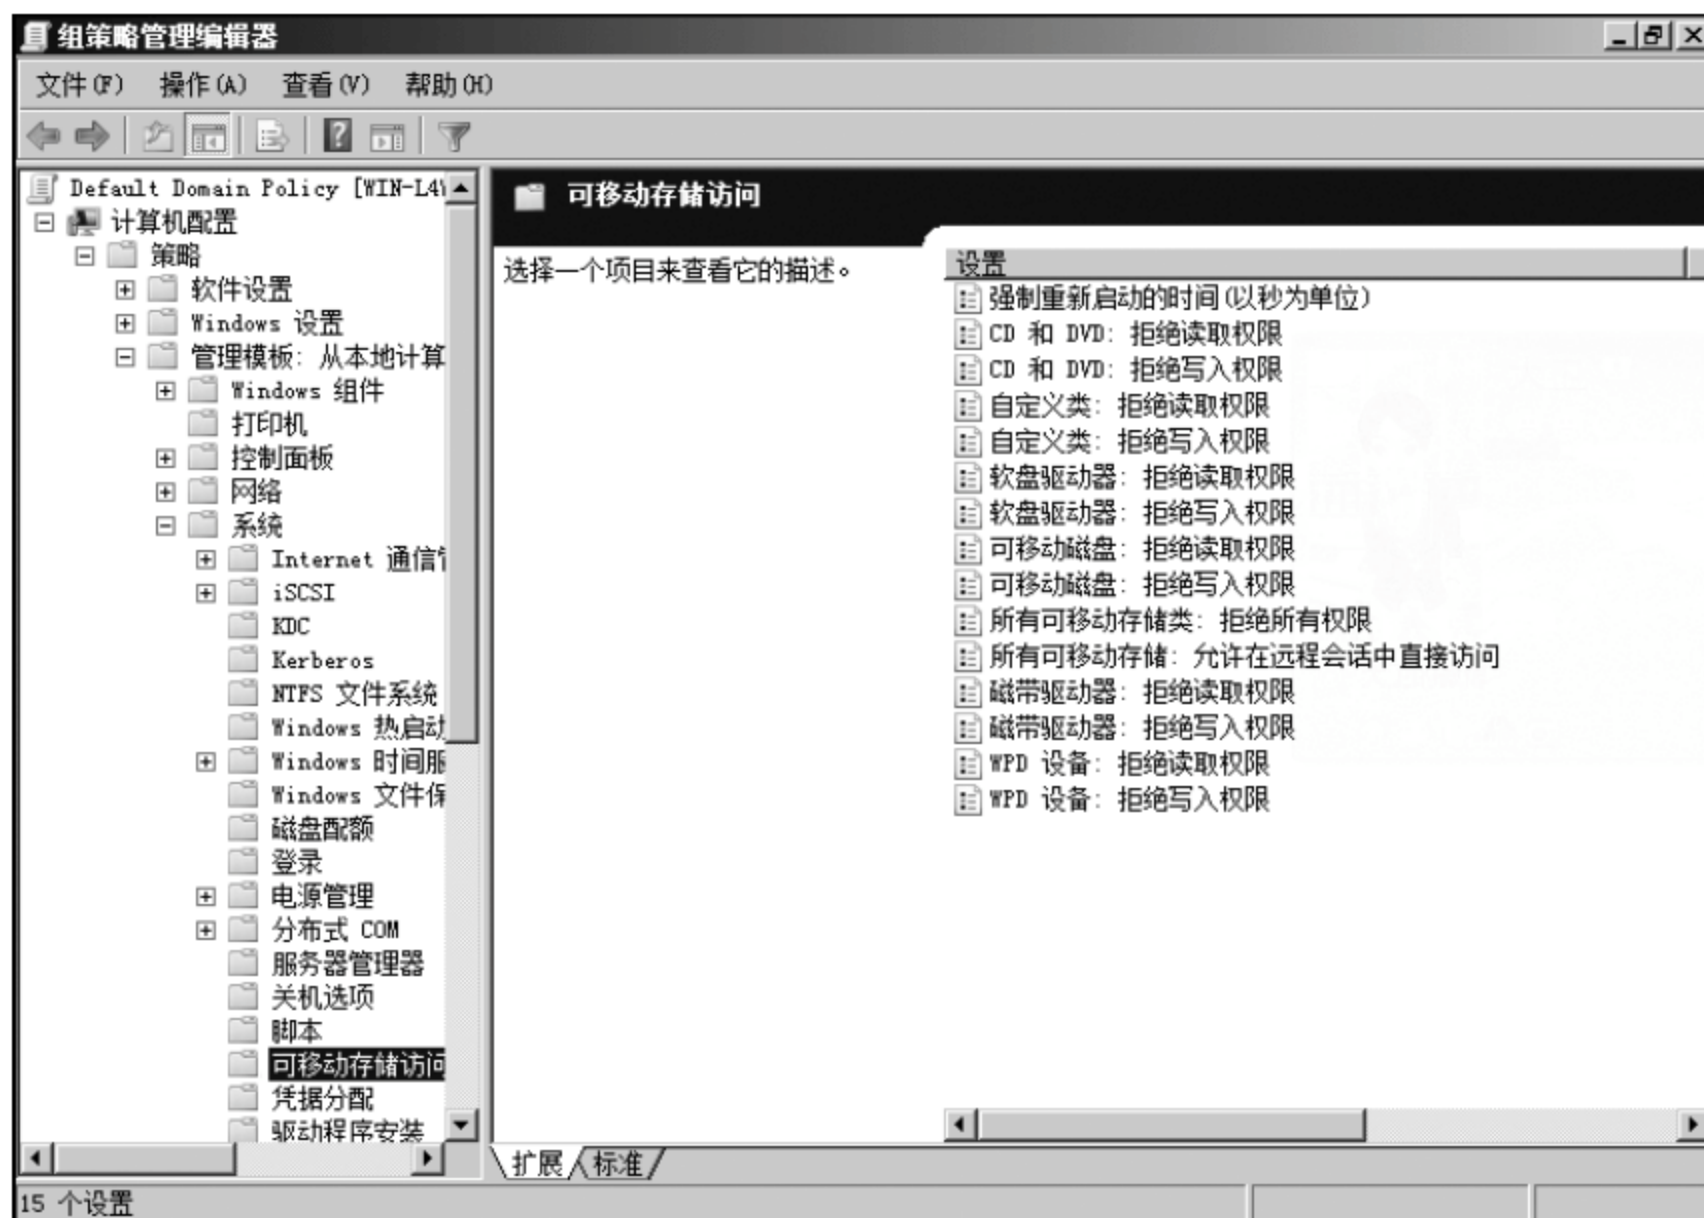 组策略管理编辑器
文件(F) 操作(A) 查看(V) 帮助(H)
Default Domain Policy [WIN-L4
计算机配置
策略
软件设置
Windows 设置
管理模板: 从本地计算
Windows 组件
打印机
控制面板
网络
系统
Internet 通信
iSCSI
KDC
Kerberos
NTFS 文件系统
Windows 热启动
Windows 时间服
Windows 文件保
磁盘配额
登录
电源管理
分布式 COM
服务器管理器
关机选项
脚本
可移动存储访问
凭据分配
驱动程序安装
可移动存储访问
选择一个项目来查看它的描述。
设置
强制重新启动的时间(以秒为单位)
CD 和 DVD: 拒绝读取权限
CD 和 DVD: 拒绝写入权限
自定义类: 拒绝读取权限
自定义类: 拒绝写入权限
软盘驱动器: 拒绝读取权限
软盘驱动器: 拒绝写入权限
可移动磁盘: 拒绝读取权限
可移动磁盘: 拒绝写入权限
所有可移动存储类: 拒绝所有权限
所有可移动存储: 允许在远程会话中直接访问
磁带驱动器: 拒绝读取权限
磁带驱动器: 拒绝写入权限
WPD 设备: 拒绝读取权限
WPD 设备: 拒绝写入权限
扩展 标准
15 个设置